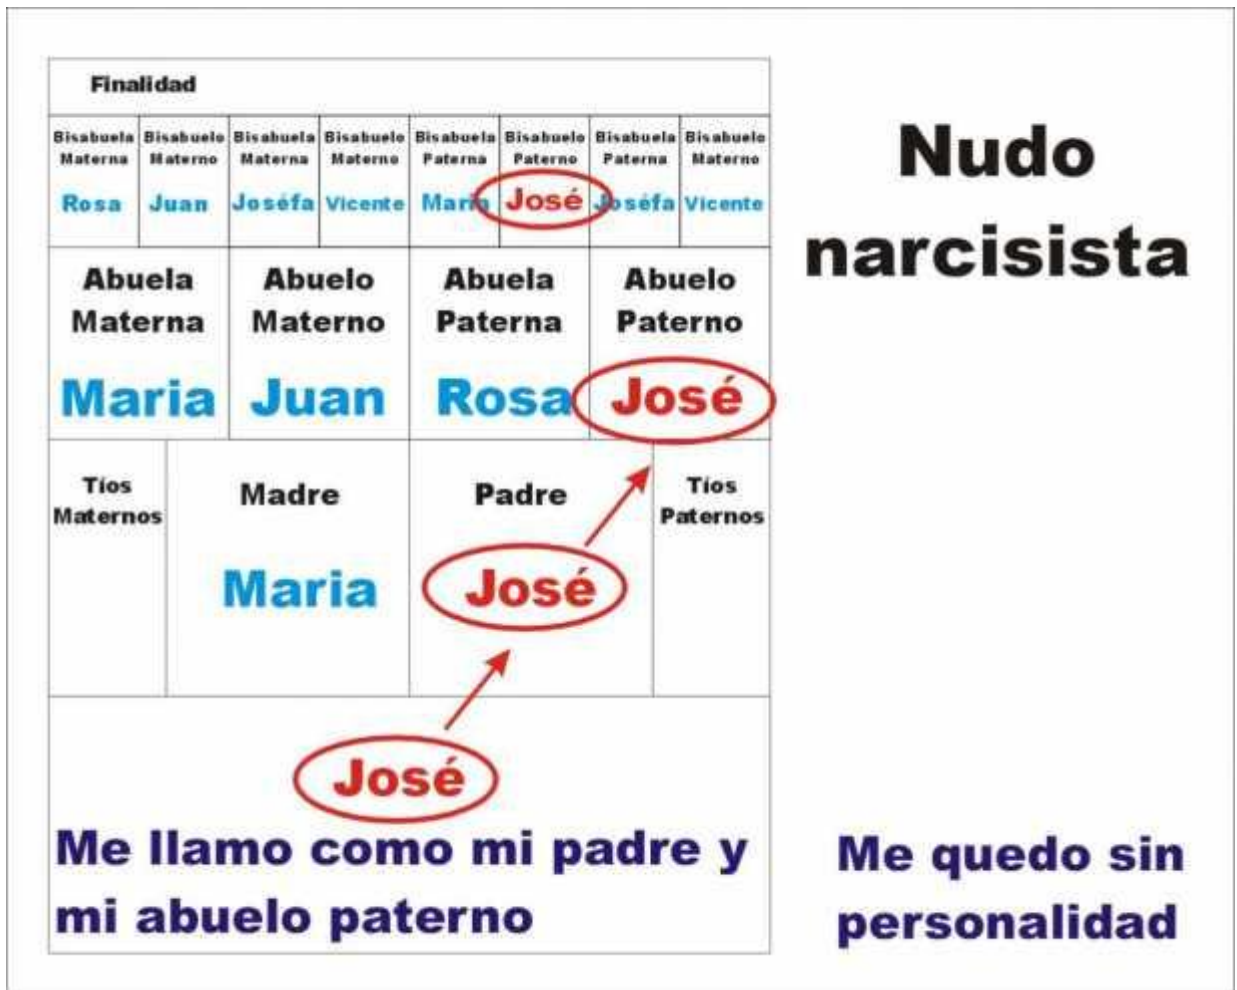 Finalidad
Bisabuela Bisabuelo Bisabuela Bisabuelo Bisabuela Bisabuelo Bisabuela Bisabuelo
Materna Materno Materna Materno Paterna Paterno Paterna Materno
Rosa Juan Joséfa Vicente Maria José Joséfa Vicente
Nudo
narcisista
Abuela Abuelo Abuela Abuelo
Materna Materno Paterna Paterno
Maria Juan Rosa José
Tíos Madre Padre Tíos
Maternos Paternos
Maria José
José
Me llamo como mi padre y
mi abuelo paterno
Me quedo sin
personalidad